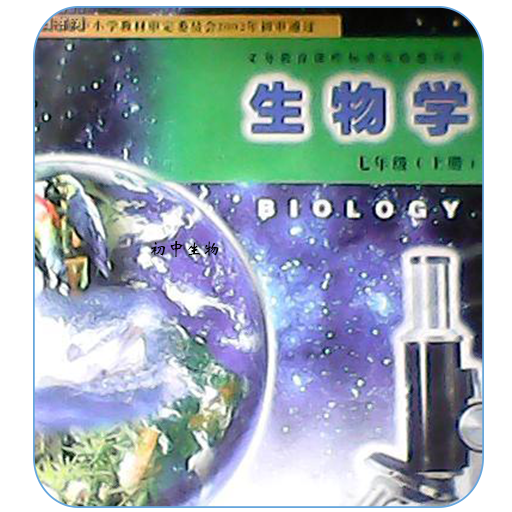 小学教材审定委员会2002年初审通过
义务教育课程标准实验教科书
生物学
七年级（上册）
BIOLOGY
初中生物